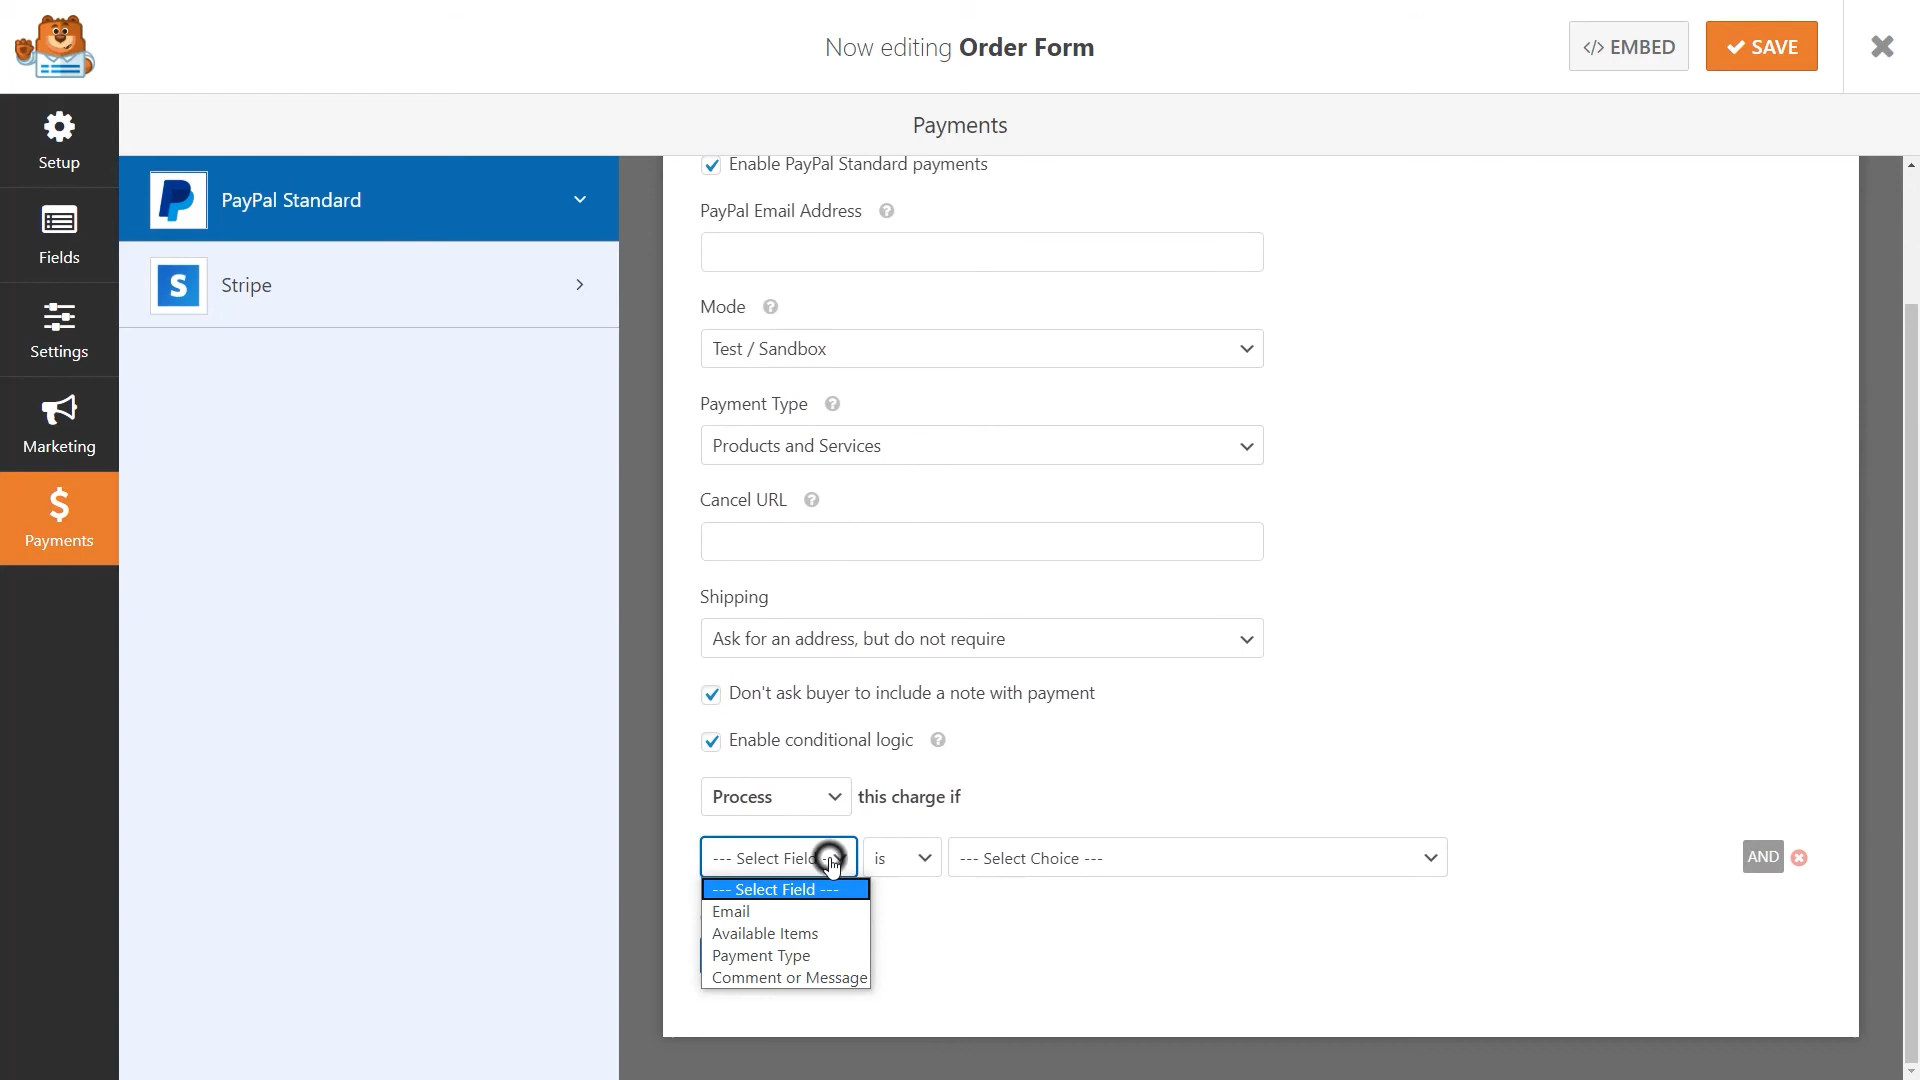 Now editing Order Form
</> EMBED
SAVE
Payments
Setup
Fields
Settings
Marketing
Payments
PayPal Standard
S
Stripe
Enable PayPal Standard payments
PayPal Email Address
Mode
Test / Sandbox
Payment Type
Products and Services
Cancel URL
Shipping
Ask for an address, but do not require
Don't ask buyer to include a note with payment
Enable conditional logic
Process this charge if
--- Select Field -- is --- Select Choice --- AND
--- Select Field ---
Email
Available Items
Payment Type
Comment or Message